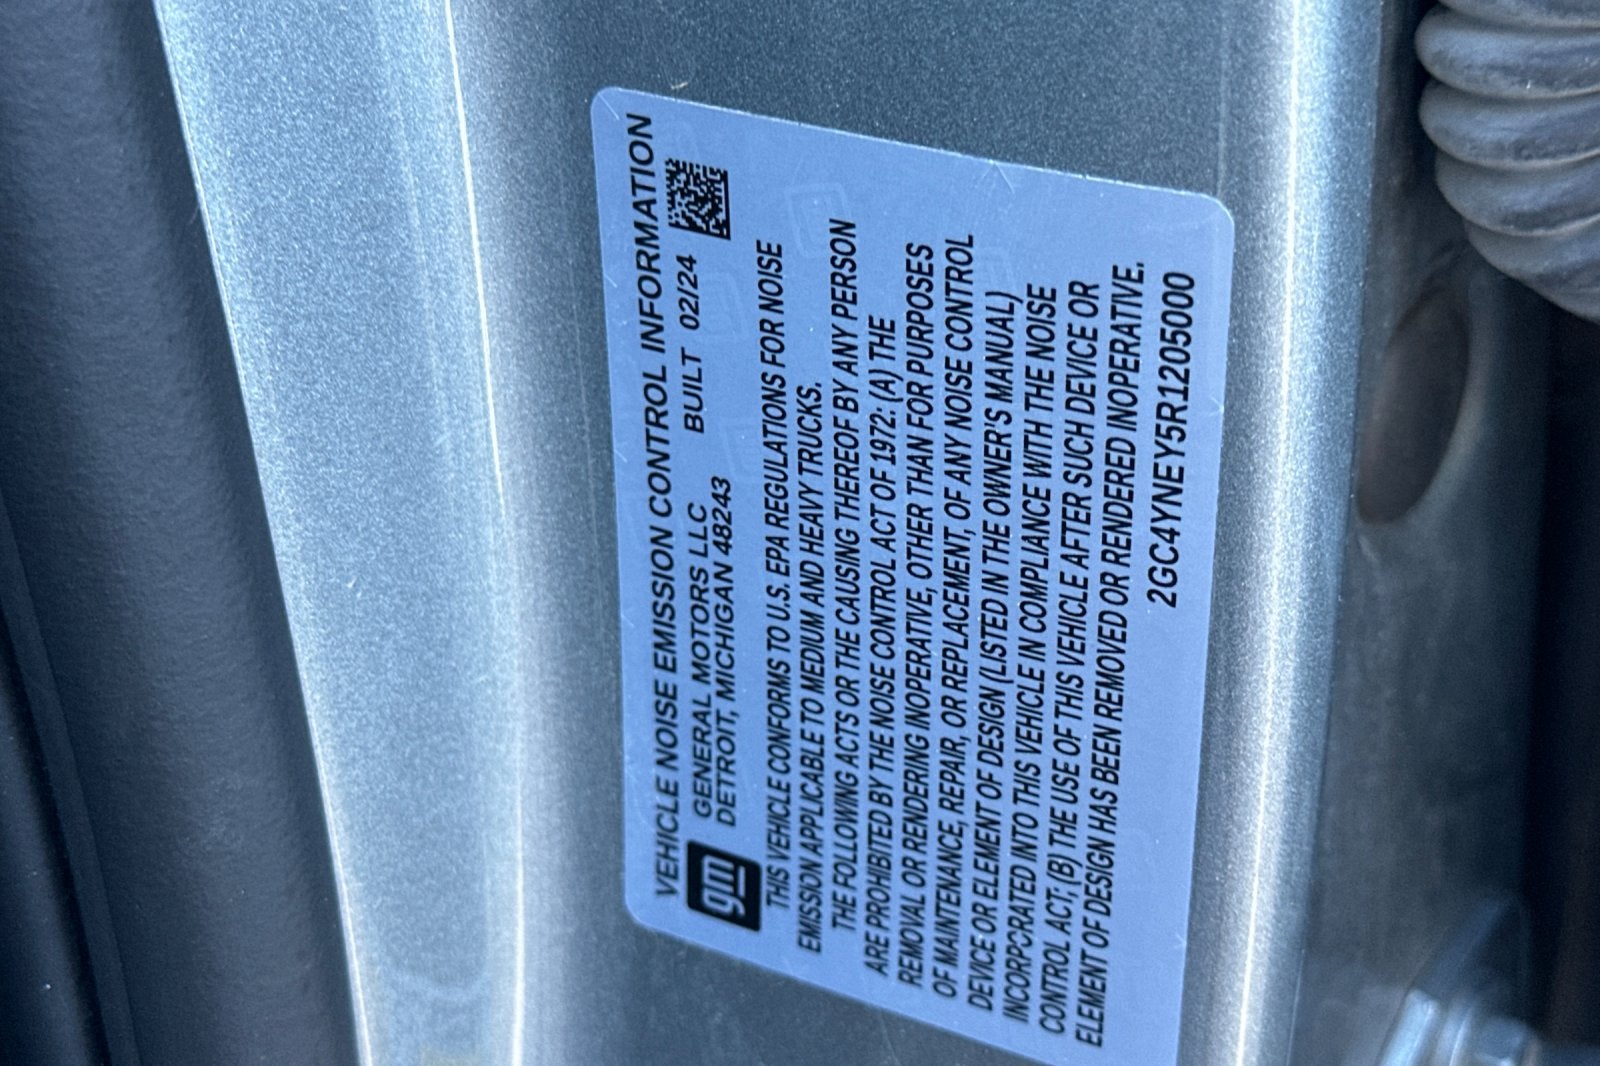 VEHICLE NOISE EMISSION CONTROL INFORMATION
gm
GENERAL MOTORS LLC BUILT 02/24
DETROIT, MICHIGAN 48243
THIS VEHICLE CONFORMS TO U.S. EPA REGULATIONS FOR NOISE
EMISSION APPLICABLE TO MEDIUM AND HEAVY TRUCKS.
THE FOLLOWING ACTS OR THE CAUSING THEREOF BY ANY PERSON
ARE PROHIBITED BY THE NOISE CONTROL ACT OF 1972: (A) THE
REMOVAL OR RENDERING INOPERATIVE, OTHER THAN FOR PURPOSES
OF MAINTENANCE, REPAIR, OR REPLACEMENT, OF ANY NOISE CONTROL
DEVICE OR ELEMENT OF DESIGN (LISTED IN THE OWNER'S MANUAL)
INCORPORATED INTO THIS VEHICLE IN COMPLIANCE WITH THE NOISE
CONTROL ACT; (B) THE USE OF THIS VEHICLE AFTER SUCH DEVICE OR
ELEMENT OF DESIGN HAS BEEN REMOVED OR RENDERED INOPERATIVE.
2GC4YNEY5R1205000